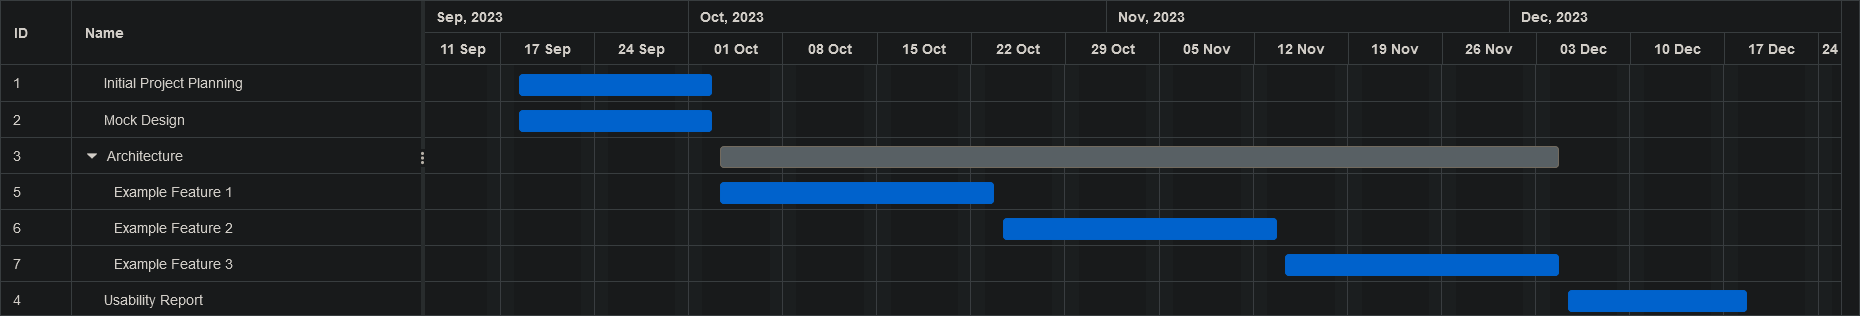 ID Name Sep, 2023 Oct, 2023 Nov, 2023 Dec, 2023
11 Sep 17 Sep 24 Sep 01 Oct 08 Oct 15 Oct 22 Oct 29 Oct 05 Nov 12 Nov 19 Nov 26 Nov 03 Dec 10 Dec 17 Dec 24
1 Initial Project Planning
2 Mock Design
3 Architecture
5 Example Feature 1
6 Example Feature 2
7 Example Feature 3
4 Usability Report